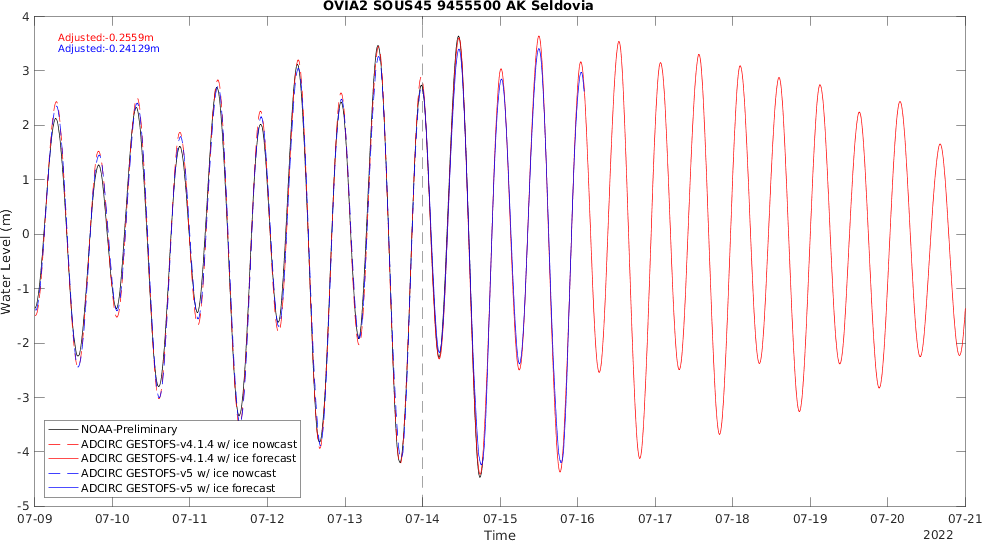 OVIA2 SOUS45 9455500 AK Seldovia
Adjusted:-0.2559m
Adjusted:-0.24129m
4
3
2
1
0
-1
-2
-3
-4
-5
Water Level (m)
NOAA-Preliminary
ADCIRC GESTOFS-v4.1.4 w/ ice nowcast
ADCIRC GESTOFS-v4.1.4 w/ ice forecast
ADCIRC GESTOFS-v5 w/ ice nowcast
ADCIRC GESTOFS-v5 w/ ice forecast
07-09 07-10 07-11 07-12 07-13 07-14 07-15 07-16 07-17 07-18 07-19 07-20 07-21
Time
2022